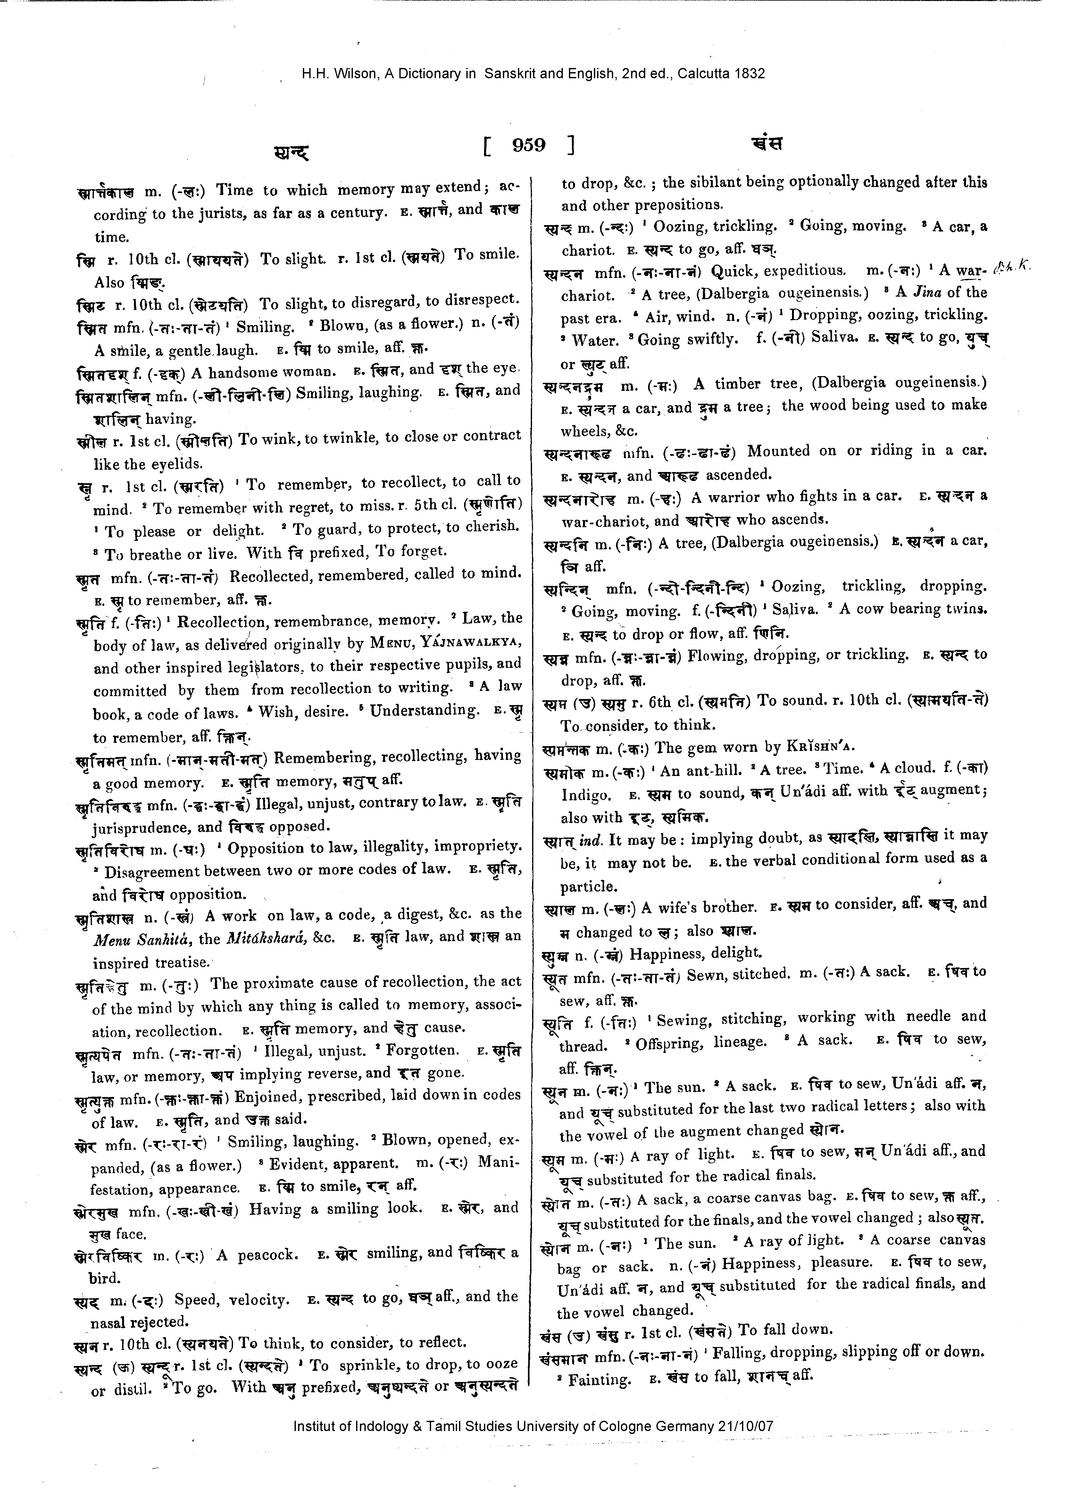 H.H. Wilson, A Dictionary in Sanskrit and English, 2nd ed., Calcutta 1832
स्यन्द [ 959 ] स्रंस
स्मार्त्तकाल m. (-लः) Time to which memory may extend; ac-
cording to the jurists, as far as a century. E. स्मार्त्त, and काल
time.
स्मि r. 10th cl. (स्माययते) To slight. r. 1st cl. (स्मयते) To smile.
Also स्मिङ्.
स्मिट r. 10th cl. (स्मेटयति) To slight, to disregard, to disrespect.
स्मित mfn. (-तः-ता-तं) ¹ Smiling. ² Blown, (as a flower.) n. (-तं)
A smile, a gentle laugh. E. स्मि to smile, aff. क्त.
स्मितदृश् f. (-दृक्) A handsome woman. E. स्मित, and दृश् the eye.
स्मितशालिन् mfn. (-ली-लिनी-लि) Smiling, laughing. E. स्मित, and
शालिन् having.
स्मील r. 1st cl. (स्मीलति) To wink, to twinkle, to close or contract
like the eyelids.
स्मृ r. 1st cl. (स्मरति) ¹ To remember, to recollect, to call to
mind. ² To remember with regret, to miss. r. 5th cl. (स्मृणोति)
¹ To please or delight. ² To guard, to protect, to cherish.
³ To breathe or live. With वि prefixed, To forget.
स्मृत mfn. (-तः-ता-तं) Recollected, remembered, called to mind.
E. स्मृ to remember, aff. क्त.
स्मृति f. (-तिः) ¹ Recollection, remembrance, memory. ² Law, the
body of law, as delivered originally by MENU, YÁJNAWALKYA,
and other inspired legislators, to their respective pupils, and
committed by them from recollection to writing. ³ A law
book, a code of laws. ⁴ Wish, desire. ⁵ Understanding. E. स्मृ
to remember, aff. क्तिन्.
स्मृतिमत् mfn. (-मान्-मती-मत्) Remembering, recollecting, having
a good memory. E. स्मृति memory, मतुप् aff.
स्मृतिविरुद्ध mfn. (-द्धः-द्धा-द्धं) Illegal, unjust, contrary to law. E. स्मृति
jurisprudence, and विरुद्ध opposed.
स्मृतिविरोध m. (-धः) ¹ Opposition to law, illegality, impropriety.
² Disagreement between two or more codes of law. E. स्मृति,
and विरोध opposition.
स्मृतिशास्त्र n. (-स्त्रं) A work on law, a code, a digest, &c. as the
Menu Sanhitá, the Mitákshará, &c. E. स्मृति law, and शास्त्र an
inspired treatise.
स्मृतिहेतु m. (-तुः) The proximate cause of recollection, the act
of the mind by which any thing is called to memory, associ-
ation, recollection. E. स्मृति memory, and हेतु cause.
स्मृत्यपेत mfn. (-तः-ता-तं) ¹ Illegal, unjust. ² Forgotten. E. स्मृति
law, or memory, अप implying reverse, and इत gone.
स्मृत्युक्त mfn. (-क्तः-क्ता-क्तं) Enjoined, prescribed, laid down in codes
of law. E. स्मृति, and उक्त said.
स्मेर mfn. (-रः-रा-रं) ¹ Smiling, laughing. ² Blown, opened, ex-
panded, (as a flower.) ³ Evident, apparent. m. (-रः) Mani-
festation, appearance. E. स्मि to smile, रन् aff.
स्मेरमुख mfn. (-खः-खी-खं) Having a smiling look. E. स्मेर, and
मुख face.
स्मेरविष्किर m. (-रः) A peacock. E. स्मेर smiling, and विष्किर a
bird.
स्यद m. (-दः) Speed, velocity. E. स्यन्द to go, घञ् aff., and the
nasal rejected.
स्यन r. 10th cl. (स्यनयते) To think, to consider, to reflect.
स्यन्द (ऊ) स्यन्दू r. 1st cl. (स्यन्दते) ¹ To sprinkle, to drop, to ooze
or distil. ² To go. With अनु prefixed, अनुष्यन्दते or अनुस्यन्दते
to drop, &c. ; the sibilant being optionally changed after this
and other prepositions.
स्यन्द m. (-न्दः) ¹ Oozing, trickling. ² Going, moving. ³ A car, a
chariot. E. स्यन्द to go, aff. घञ्.
स्यन्दन mfn. (-नः-ना-नं) Quick, expeditious. m. (-नः) ¹ A war-
chariot. ² A tree, (Dalbergia ougeinensis.) ³ A Jina of the
past era. ⁴ Air, wind. n. (-नं) ¹ Dropping, oozing, trickling.
² Water. ³ Going swiftly. f. (-नी) Saliva. E. स्यन्द to go, युच्
or ल्युट् aff.
स्यन्दनद्रुम m. (-मः) A timber tree, (Dalbergia ougeinensis.)
E. स्यन्दन a car, and द्रुम a tree; the wood being used to make
wheels, &c.
स्यन्दनारूढ mfn. (-ढः-ढा-ढं) Mounted on or riding in a car.
E. स्यन्दन, and आरूढ ascended.
स्यन्दनारोह m. (-हः) A warrior who fights in a car. E. स्यन्दन a
war-chariot, and आरोह who ascends.
स्यन्दनि m. (-निः) A tree, (Dalbergia ougeinensis.) E. स्यन्दन a car,
ञि aff.
स्यन्दिन् mfn. (-न्दी-न्दिनी-न्दि) ¹ Oozing, trickling, dropping.
² Going, moving. f. (-न्दिनी) ¹ Saliva. ² A cow bearing twins.
E. स्यन्द to drop or flow, aff. णिनि.
स्यन्न mfn. (-न्नः-न्ना-न्नं) Flowing, dropping, or trickling. E. स्यन्द to
drop, aff. क्त.
स्यम (उ) स्यमु r. 6th cl. (स्यमति) To sound. r. 10th cl. (स्यामयति-ते)
To consider, to think.
स्यमन्तक m. (-कः) The gem worn by KRĬSHN'A.
स्यमीक m. (-कः) ¹ An ant-hill. ² A tree. ³ Time. ⁴ A cloud. f. (-का)
Indigo. E. स्यम to sound, कन् Un'ádi aff. with ईट् augment;
also with इट्, स्यमिक.
स्यात् ind. It may be : implying doubt, as स्यादस्ति, स्यान्नास्ति it may
be, it may not be. E. the verbal conditional form used as a
particle.
स्याल m. (-लः) A wife's brother. E. स्यम to consider, aff. अच्, and
म changed to ल; also श्याल.
स्युन्न n. (-न्नं) Happiness, delight.
स्यूत mfn. (-तः-ता-तं) Sewn, stitched. m. (-तः) A sack. E. षिव to
sew, aff. क्त.
स्यूति f. (-तिः) ¹ Sewing, stitching, working with needle and
thread. ² Offspring, lineage. ³ A sack. E. षिव to sew,
aff. क्तिन्.
स्यून m. (-नः) ¹ The sun. ² A sack. E. षिव to sew, Un'ádi aff. न,
and यूच् substituted for the last two radical letters; also with
the vowel of the augment changed स्योन.
स्यूम m. (-मः) A ray of light. E. षिव to sew, मन् Un'ádi aff., and
यूच् substituted for the radical finals.
स्योत m. (-तः) A sack, a coarse canvas bag. E. षिव to sew, क्त aff.,
यूच् substituted for the finals, and the vowel changed ; also स्यूत.
स्योन m. (-नः) ¹ The sun. ² A ray of light. ³ A coarse canvas
bag or sack. n. (-नं) Happiness, pleasure. E. षिव to sew,
Un'ádi aff. न, and यूच् substituted for the radical finals, and
the vowel changed.
स्रंस (उ) स्रंसु r. 1st cl. (स्रंसते) To fall down.
स्रंसमान mfn. (-नः-ना-नं) ¹ Falling, dropping, slipping off or down.
² Fainting. E. स्रंस to fall, शानच् aff.
Institut of Indology & Tamil Studies University of Cologne Germany 21/10/07